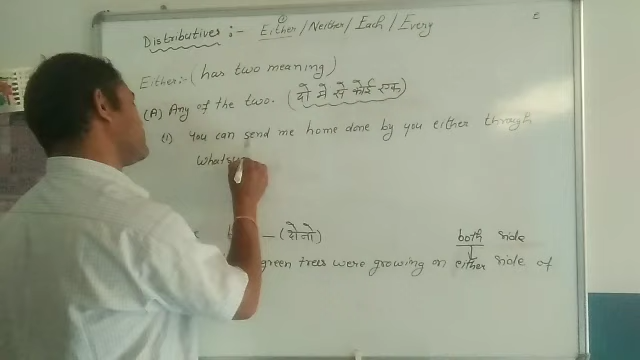 Distributives :- Either / Neither / Each / Every
①
Either:- (has two meaning)
(A) Any of the two. (दो में से कोई एक)
(i) You can send me home done by you either through
Whats
(दोनो)
both side
green trees were growing on either side of